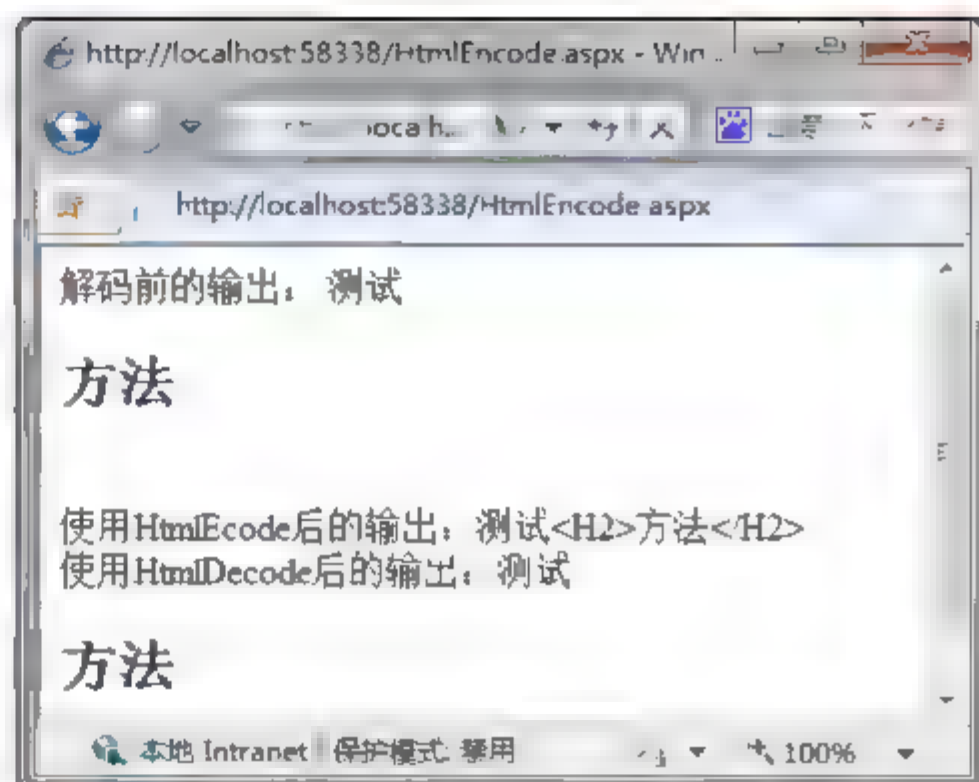 http://localhost:58338/HtmlEncode.aspx - Win...
http://localhost:58338/HtmlEncode.aspx
解码前的输出： 测试
方法
使用HtmlEcode后的输出：测试<H2>方法</H2>
使用HtmlDecode后的输出：测试
方法
本地 Intranet | 保护模式: 禁用
100%